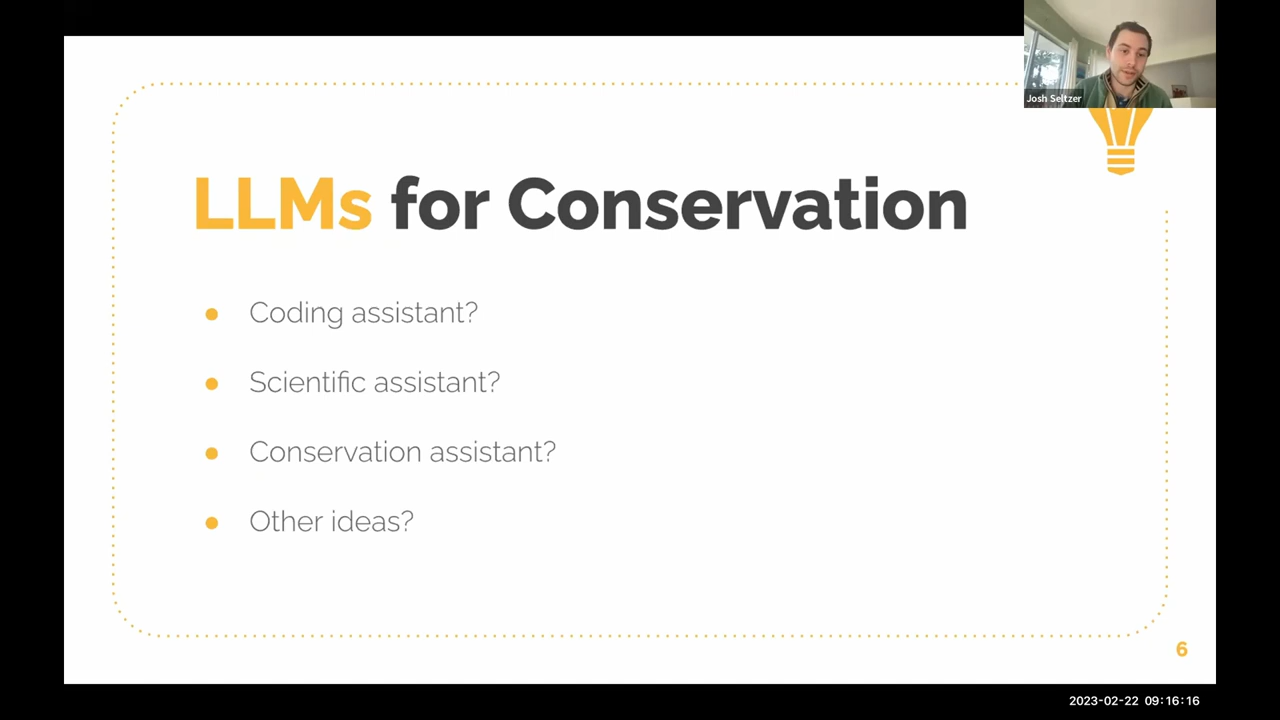 Josh Seltzer
LLMs for Conservation
Coding assistant?
Scientific assistant?
Conservation assistant?
Other ideas?
6
2023-02-22 09:16:16